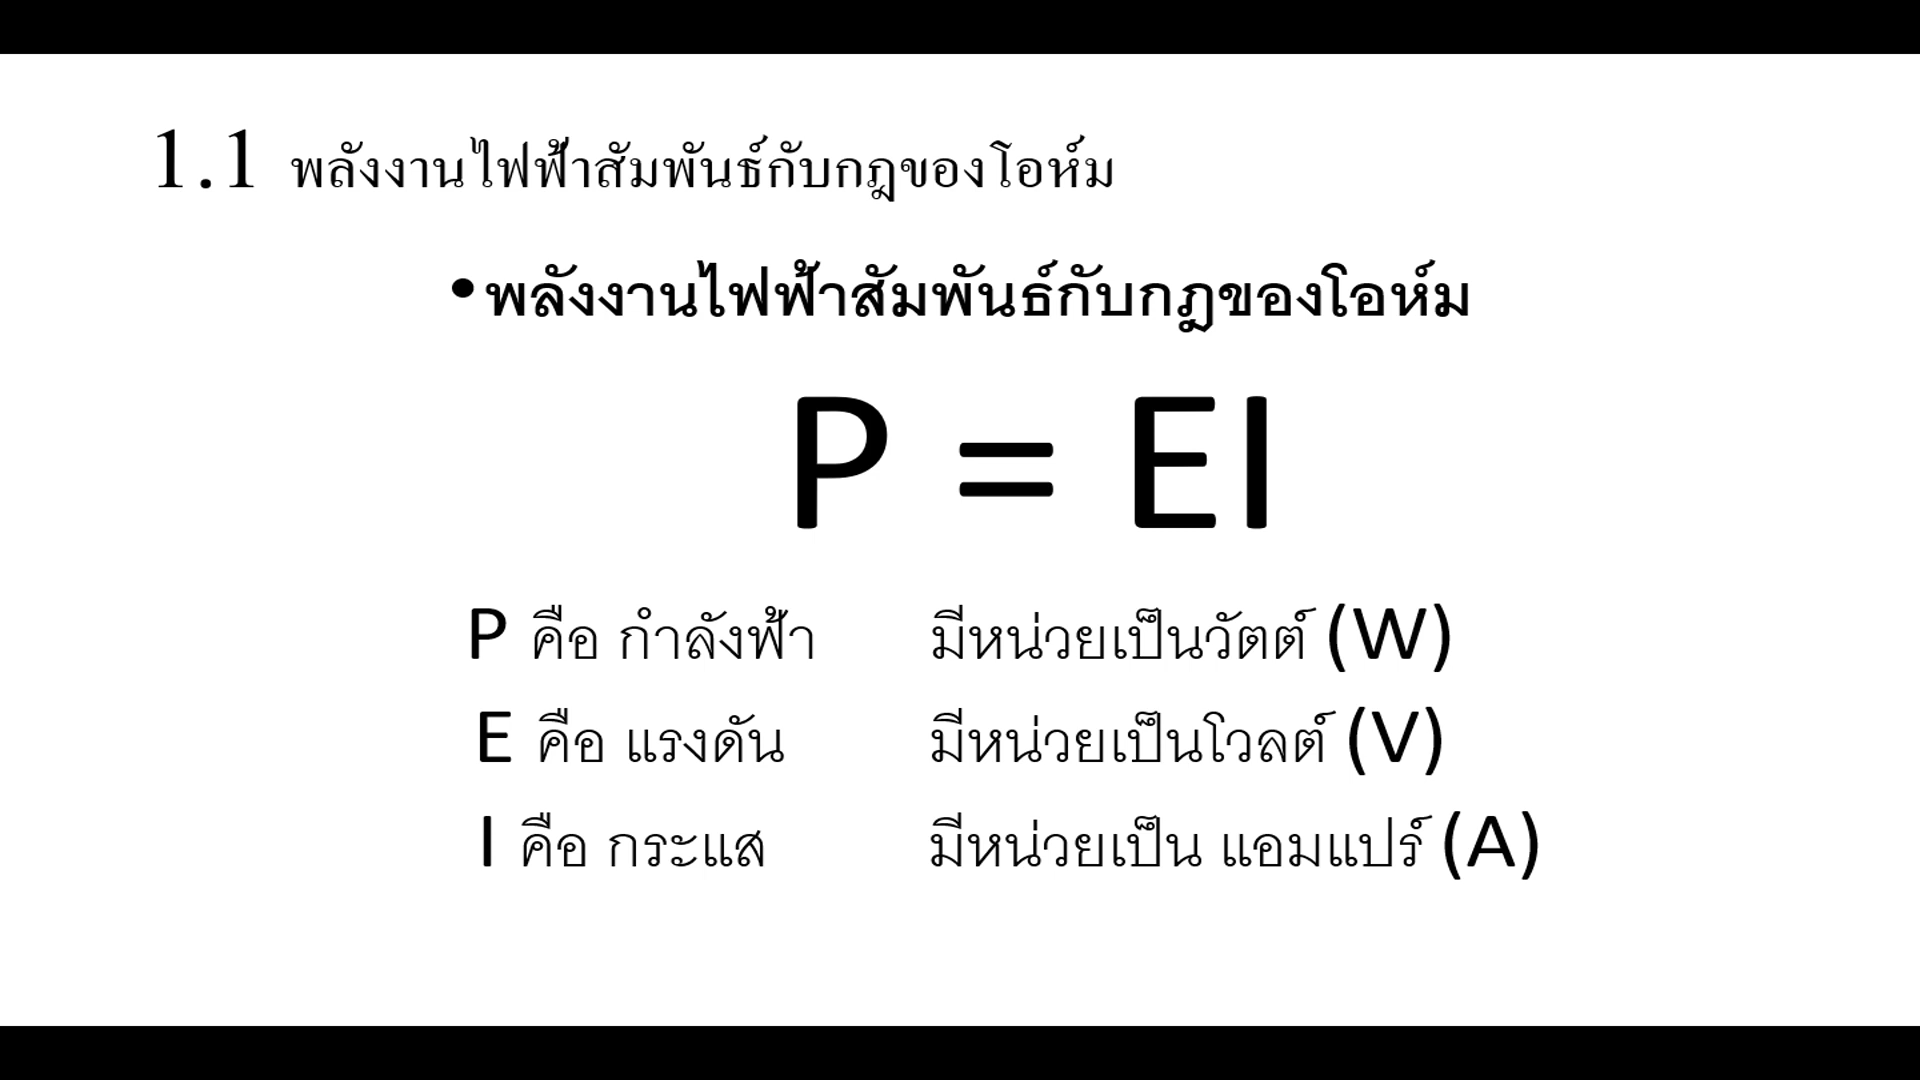 1.1 พลังงานไฟฟ้าสัมพันธ์กับกฎของโอห์ม
•พลังงานไฟฟ้าสัมพันธ์กับกฎของโอห์ม
P = EI
P คือ กำลังฟ้า มีหน่วยเป็นวัตต์ (W)
E คือ แรงดัน มีหน่วยเป็นโวลต์ (V)
I คือ กระแส มีหน่วยเป็น แอมแปร์ (A)